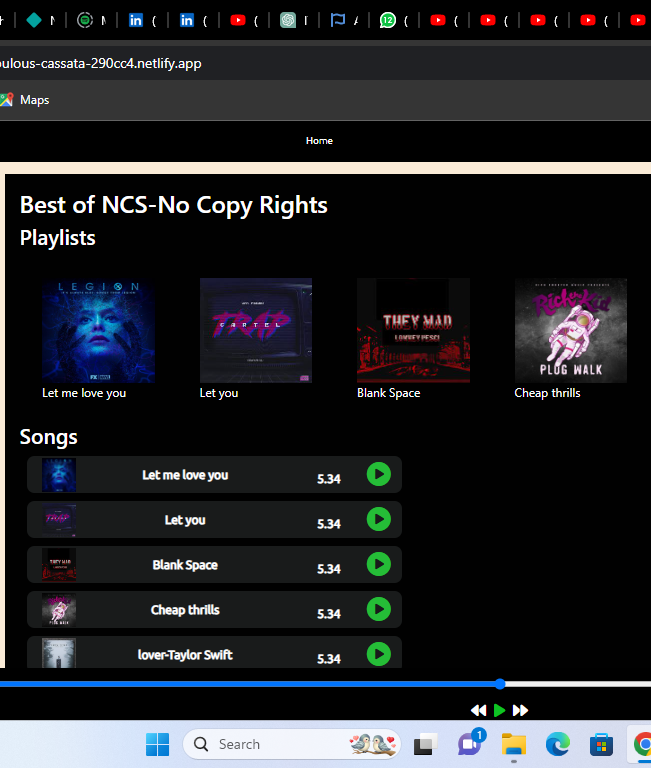 oulous-cassata-290cc4.netlify.app
Maps
Home
Best of NCS-No Copy Rights
Playlists
LEGION
TRAP
CARTEL
THEY MAD
PLUG WALK
Let me love you
Let you
Blank Space
Cheap thrills
Songs
Let me love you
5.34
Let you
5.34
Blank Space
5.34
Cheap thrills
5.34
lover-Taylor Swift
5.34
Search
1